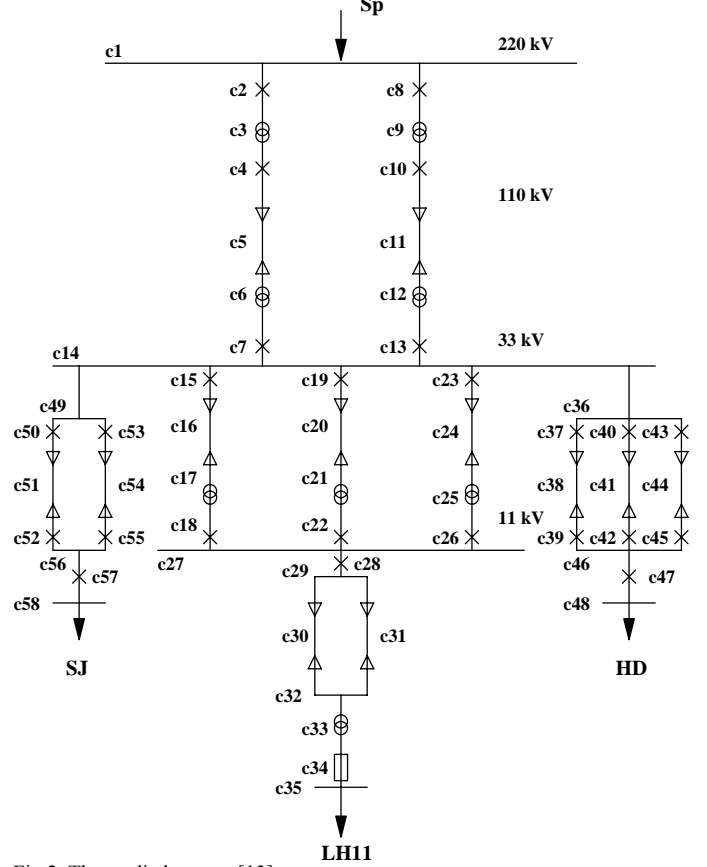 Sp
c1 220 kV
c2 c8
c3 c9
c4 c10
110 kV
c5 c11
c6 c12
c7 c13 33 kV
c14
c15 c19 c23
c49 c36
c50 c53 c16 c20 c24 c37 c40 c43
c51 c54 c17 c21 c25 c38 c41 c44
c52 c55 c18 c22 c26 11 kV c39 c42 c45
c56 c57 c27 c29 c28 c46 c47
c58 c48
c30 c31
SJ HD
c32
c33
c34
c35
LH11